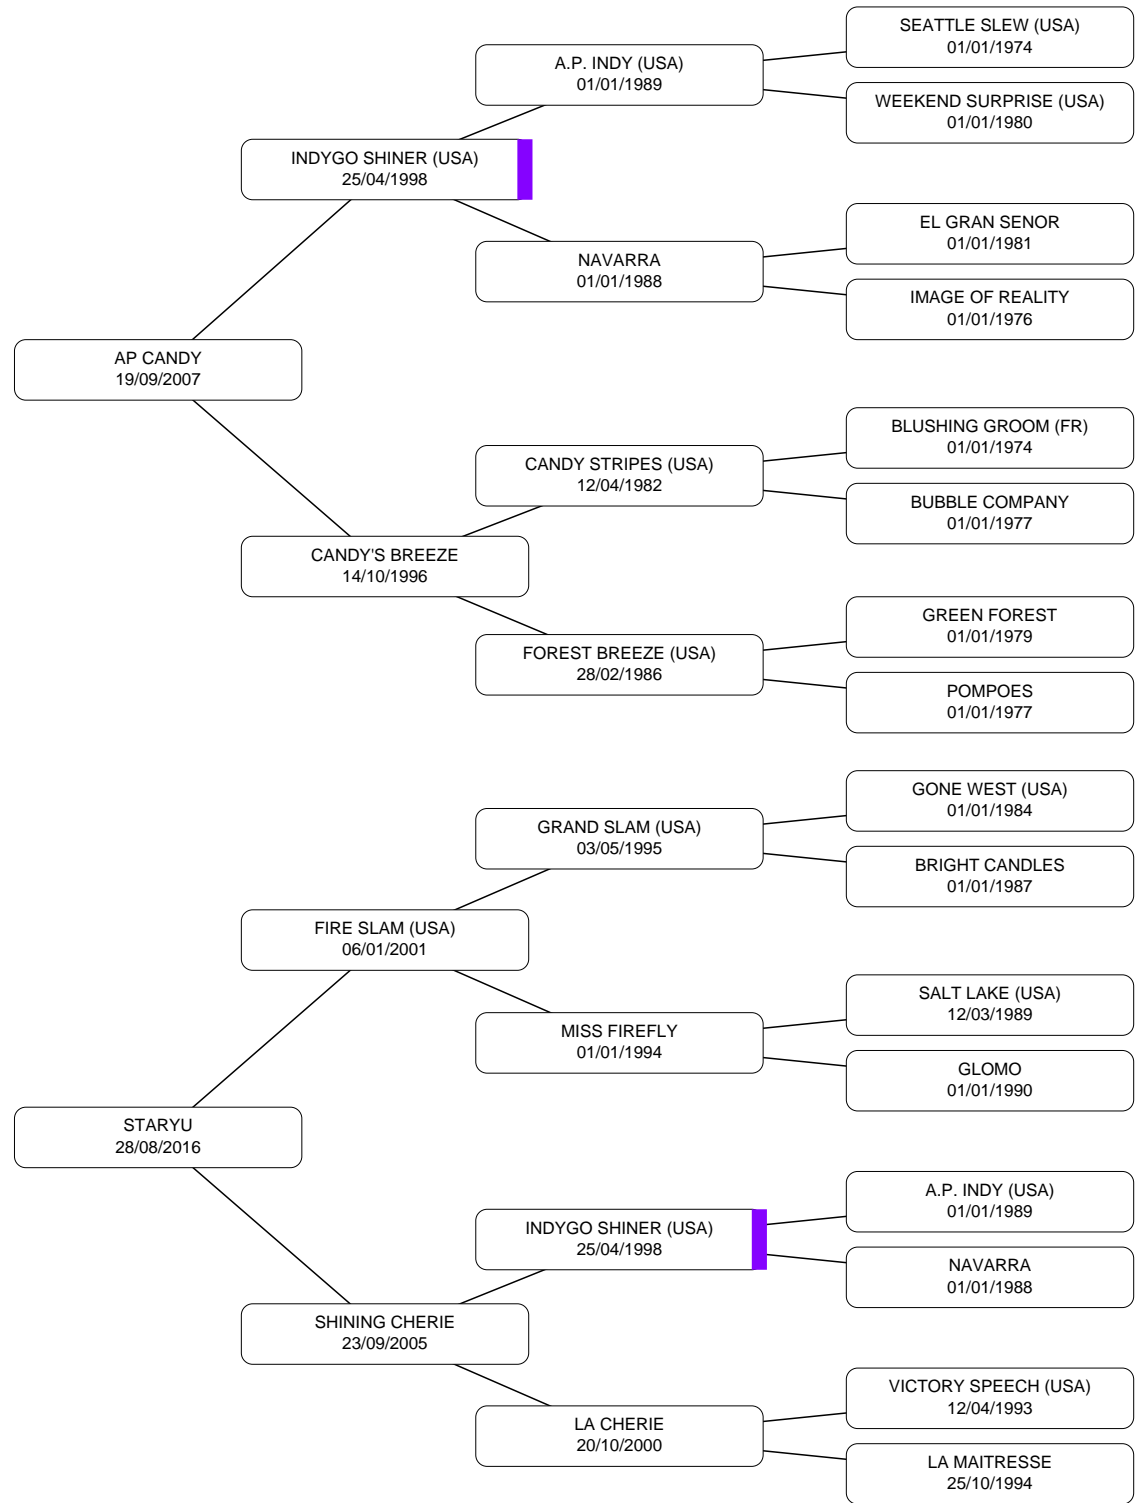 SEATTLE SLEW (USA)
01/01/1974
A.P. INDY (USA)
01/01/1989
WEEKEND SURPRISE (USA)
01/01/1980
INDYGO SHINER (USA)
25/04/1998
EL GRAN SENOR
01/01/1981
NAVARRA
01/01/1988
IMAGE OF REALITY
01/01/1976
AP CANDY
19/09/2007
BLUSHING GROOM (FR)
01/01/1974
CANDY STRIPES (USA)
12/04/1982
BUBBLE COMPANY
01/01/1977
CANDY'S BREEZE
14/10/1996
GREEN FOREST
01/01/1979
FOREST BREEZE (USA)
28/02/1986
POMPOES
01/01/1977
GONE WEST (USA)
01/01/1984
GRAND SLAM (USA)
03/05/1995
BRIGHT CANDLES
01/01/1987
FIRE SLAM (USA)
06/01/2001
SALT LAKE (USA)
12/03/1989
MISS FIREFLY
01/01/1994
GLOMO
01/01/1990
STARYU
28/08/2016
A.P. INDY (USA)
01/01/1989
INDYGO SHINER (USA)
25/04/1998
NAVARRA
01/01/1988
SHINING CHERIE
23/09/2005
VICTORY SPEECH (USA)
12/04/1993
LA CHERIE
20/10/2000
LA MAITRESSE
25/10/1994